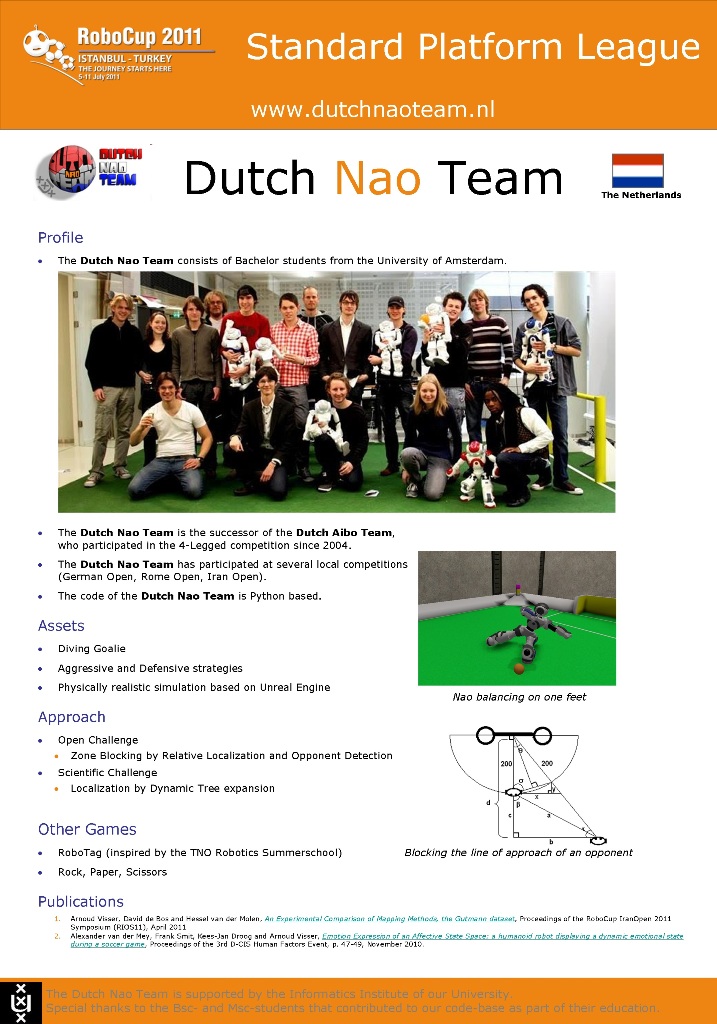 RoboCup 2011
ISTANBUL - TURKEY
THE JOURNEY STARTS HERE
5-11 July 2011
Standard Platform League
www.dutchnaoteam.nl
DUTCH
NAO
TEAM
Dutch Nao Team
The Netherlands
Profile
• The Dutch Nao Team consists of Bachelor students from the University of Amsterdam.
• The Dutch Nao Team is the successor of the Dutch Aibo Team,
who participated in the 4-Legged competition since 2004.
• The Dutch Nao Team has participated at several local competitions
(German Open, Rome Open, Iran Open).
• The code of the Dutch Nao Team is Python based.
Assets
• Diving Goalie
• Aggressive and Defensive strategies
• Physically realistic simulation based on Unreal Engine
Nao balancing on one feet
Approach
• Open Challenge
• Zone Blocking by Relative Localization and Opponent Detection
• Scientific Challenge
• Localization by Dynamic Tree expansion
θ
200
200
σ
x
y
β
d
c
a
b
Blocking the line of approach of an opponent
Other Games
• RoboTag (inspired by the TNO Robotics Summerschool)
• Rock, Paper, Scissors
Publications
1. Arnoud Visser, David de Bos and Hessel van der Molen, An Experimental Comparison of Mapping Methods, the Gutmann dataset, Proceedings of the RoboCup IranOpen 2011
Symposium (RIOS11), April 2011
2. Alexander van der Mey, Frank Smit, Kees-Jan Droog and Arnoud Visser, Emotion Expression of an Affective State Space; a humanoid robot displaying a dynamic emotional state
during a soccer game, Proceedings of the 3rd D-CIS Human Factors Event, p. 47-49, November 2010.
The Dutch Nao Team is supported by the Informatics Institute of our University.
Special thanks to the Bsc- and Msc-students that contributed to our code-base as part of their education.